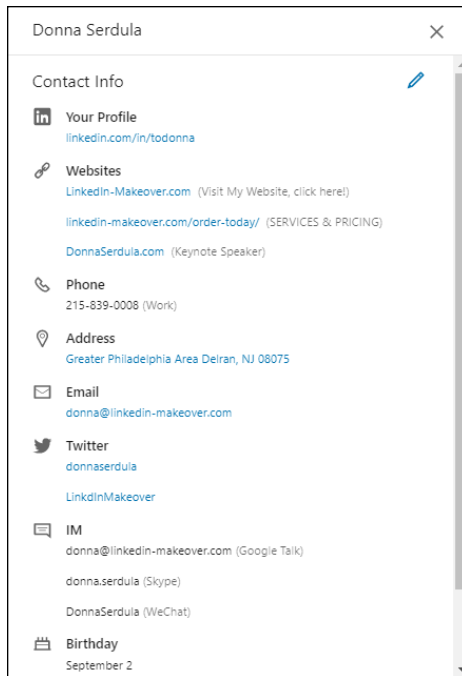 Donna Serdula
Contact Info
Your Profile
linkedin.com/in/todonna
Websites
LinkedIn-Makeover.com (Visit My Website, click here!)
linkedin-makeover.com/order-today/ (SERVICES & PRICING)
DonnaSerdula.com (Keynote Speaker)
Phone
215-839-0008 (Work)
Address
Greater Philadelphia Area Delran, NJ 08075
Email
donna@linkedin-makeover.com
Twitter
donnaserdula
LinkdInMakeover
IM
donna@linkedin-makeover.com (Google Talk)
donna.serdula (Skype)
DonnaSerdula (WeChat)
Birthday
September 2